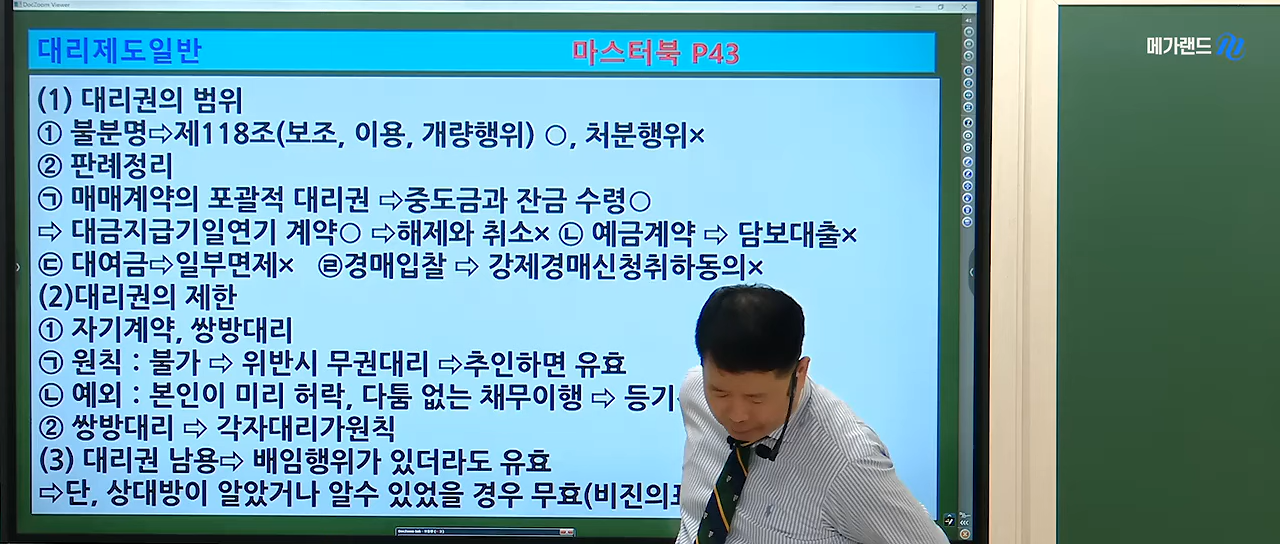 DocZoom Viewer
대리제도일반 마스터북 P43
메가랜드
(1) 대리권의 범위
① 불분명⇨제118조(보조, 이용, 개량행위) ○, 처분행위×
② 판례정리
㉠ 매매계약의 포괄적 대리권 ⇨중도금과 잔금 수령○
⇨ 대금지급기일연기 계약○ ⇨해제와 취소× ㉡ 예금계약 ⇨ 담보대출×
㉢ 대여금⇨일부면제× ㉣경매입찰 ⇨ 강제경매신청취하동의×
(2)대리권의 제한
① 자기계약, 쌍방대리
㉠ 원칙 : 불가 ⇨ 위반시 무권대리 ⇨추인하면 유효
㉡ 예외 : 본인이 미리 허락, 다툼 없는 채무이행 ⇨ 등기
② 쌍방대리 ⇨ 각자대리가원칙
(3) 대리권 남용⇨ 배임행위가 있더라도 유효
⇨단, 상대방이 알았거나 알수 있었을 경우 무효(비진의